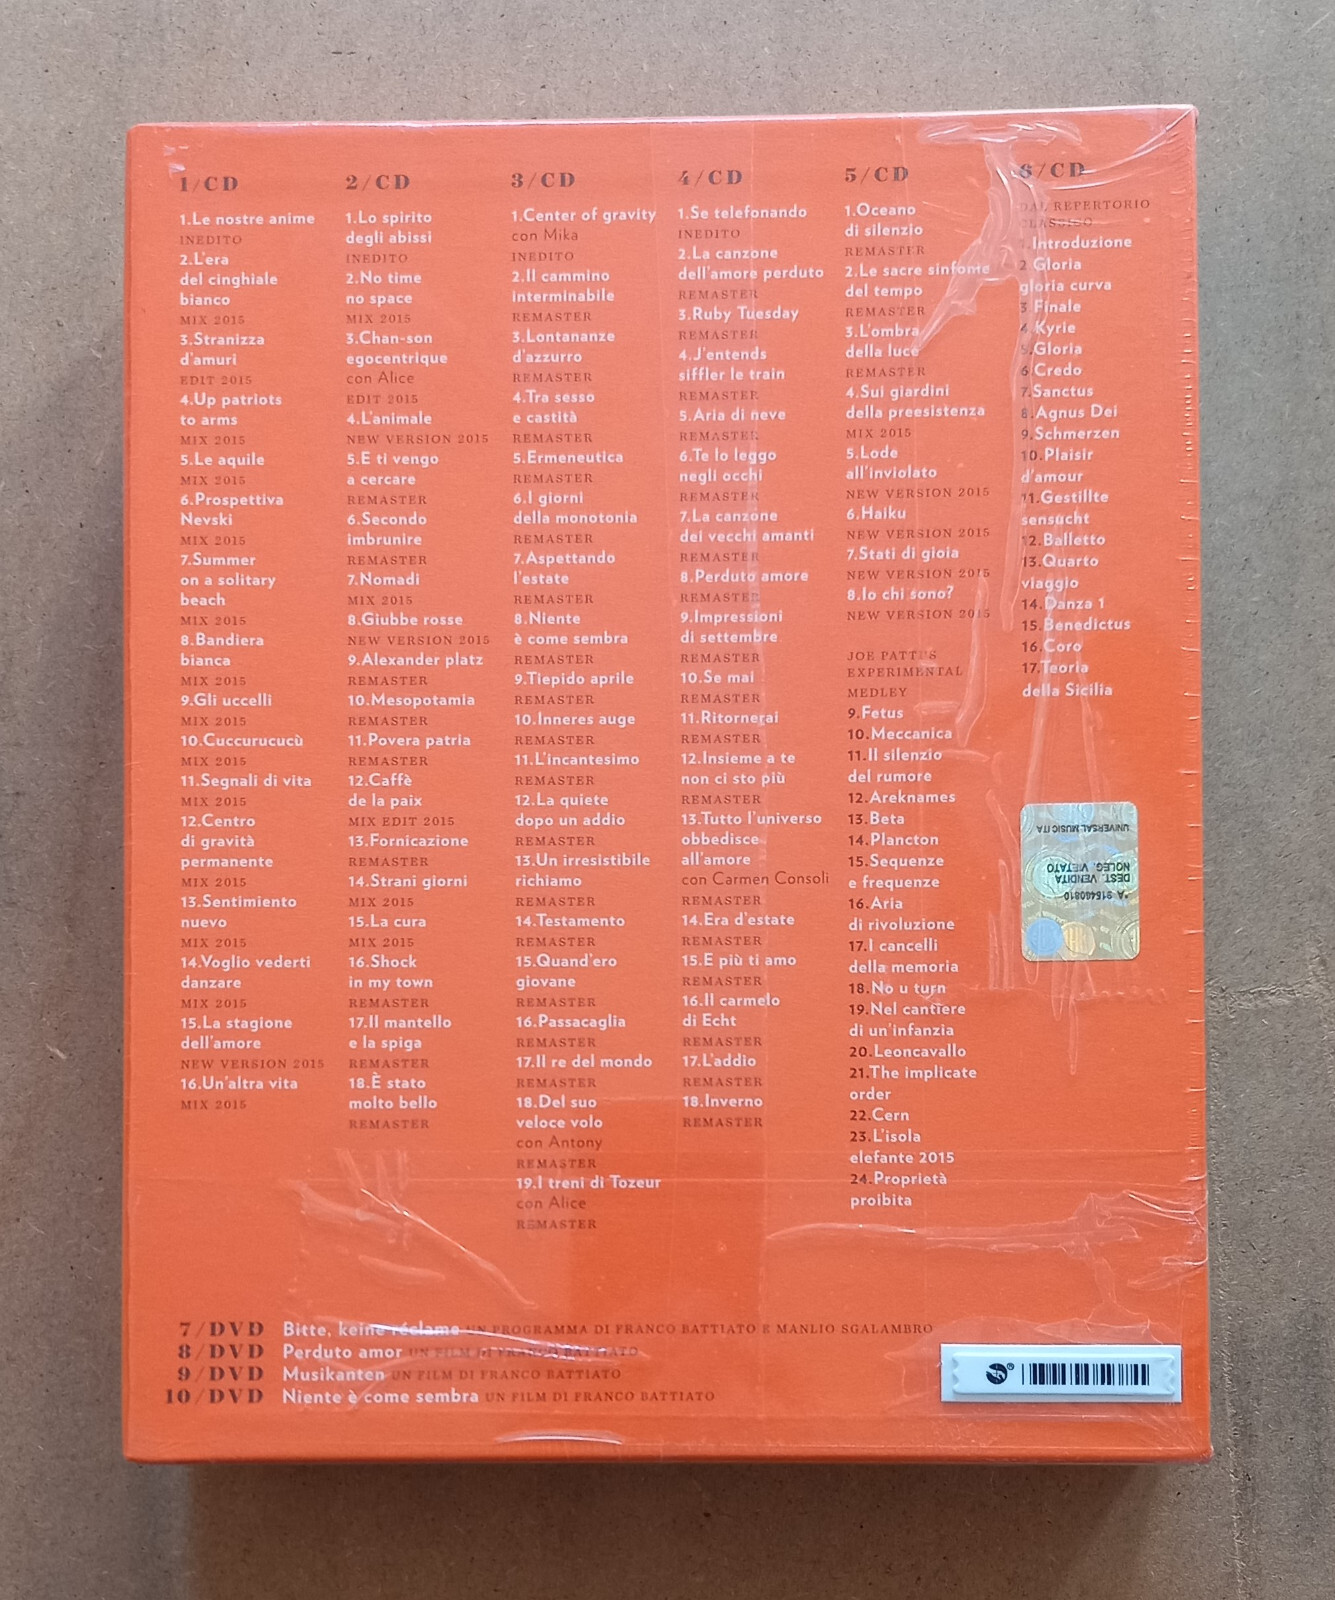 1/CD
1.Le nostre anime
INEDITO
2.L'era
del cinghiale
bianco
MIX 2015
3.Stranizza
d'amuri
EDIT 2015
4.Up patriots
to arms
MIX 2015
5.Le aquile
MIX 2015
6.Prospettiva
Nevski
MIX 2015
7.Summer
on a solitary
beach
MIX 2015
8.Bandiera
bianca
MIX 2015
9.Gli uccelli
MIX 2015
10.Cuccurucucù
MIX 2015
11.Segnali di vita
MIX 2015
12.Centro
di gravità
permanente
MIX 2015
13.Sentimiento
nuevo
MIX 2015
14.Voglio vederti
danzare
MIX 2015
15.La stagione
dell'amore
NEW VERSION 2015
16.Un'altra vita
MIX 2015
2/CD
1.Lo spirito
degli abissi
INEDITO
2.No time
no space
MIX 2015
3.Chan-son
egocentrique
con Alice
EDIT 2015
4.L'animale
NEW VERSION 2015
5.E ti vengo
a cercare
REMASTER
6.Secondo
imbrunire
REMASTER
7.Nomadi
MIX 2015
8.Giubbe rosse
NEW VERSION 2015
9.Alexander platz
REMASTER
10.Mesopotamia
REMASTER
11.Povera patria
REMASTER
12.Caffè
de la paix
MIX EDIT 2015
13.Fornicazione
REMASTER
14.Strani giorni
MIX 2015
15.La cura
MIX 2015
16.Shock
in my town
REMASTER
17.Il mantello
e la spiga
REMASTER
18.È stato
molto bello
REMASTER
3/CD
1.Center of gravity
con Mika
INEDITO
2.Il cammino
interminabile
REMASTER
3.Lontananze
d'azzurro
REMASTER
4.Tra sesso
e castità
REMASTER
5.Ermeneutica
REMASTER
6.I giorni
della monotonia
REMASTER
7.Aspettando
l'estate
REMASTER
8.Niente
è come sembra
REMASTER
9.Tiepido aprile
REMASTER
10.Inneres auge
REMASTER
11.L'incantesimo
REMASTER
12.La quiete
dopo un addio
REMASTER
13.Un irresistibile
richiamo
REMASTER
14.Testamento
REMASTER
15.Quand'ero
giovane
REMASTER
16.Passacaglia
REMASTER
17.Il re del mondo
REMASTER
18.Del suo
veloce volo
con Antony
REMASTER
19.I treni di Tozeur
con Alice
REMASTER
4/CD
1.Se telefonando
INEDITO
2.La canzone
dell'amore perduto
REMASTER
3.Ruby Tuesday
REMASTER
4.J'entends
siffler le train
REMASTER
5.Aria di neve
REMASTER
6.Te lo leggo
negli occhi
REMASTER
7.La canzone
dei vecchi amanti
REMASTER
8.Perduto amore
REMASTER
9.Impressioni
di settembre
REMASTER
10.Se mai
REMASTER
11.Ritornerai
REMASTER
12.Insieme a te
non ci sto più
REMASTER
13.Tutto l'universo
obbedisce
all'amore
con Carmen Consoli
REMASTER
14.Era d'estate
REMASTER
15.E più ti amo
REMASTER
16.Il carmelo
di Echt
REMASTER
17.L'addio
REMASTER
18.Inverno
REMASTER
5/CD
1.Oceano
di silenzio
REMASTER
2.Le sacre sinfonie
del tempo
REMASTER
3.L'ombra
della luce
REMASTER
4.Sui giardini
della preesistenza
MIX 2015
5.Lode
all'inviolato
NEW VERSION 2015
6.Haiku
NEW VERSION 2015
7.Stati di gioia
NEW VERSION 2015
8.Io chi sono?
NEW VERSION 2015
JOE PATTI'S
EXPERIMENTAL
MEDLEY
9.Fetus
10.Meccanica
11.Il silenzio
del rumore
12.Areknames
13.Beta
14.Plancton
15.Sequenze
e frequenze
16.Aria
di rivoluzione
17.I cancelli
della memoria
18.No u turn
19.Nel cantiere
di un'infanzia
20.Leoncavallo
21.The implicate
order
22.Cern
23.L'isola
elefante 2015
24.Proprietà
proibita
6/CD
DAL REPERTORIO
CLASSICO
1.Introduzione
2.Gloria
gloria curva
3.Finale
4.Kyrie
5.Gloria
6.Credo
7.Sanctus
8.Agnus Dei
9.Schmerzen
10.Plaisir
d'amour
11.Gestillte
sensucht
12.Balletto
13.Quarto
viaggio
14.Danza 1
15.Benedictus
16.Coro
17.Teoria
della Sicilia
*A 915460810
DEST. VENDITA
NOLEG. VIETATO
UNIVERSAL MUSIC ITA
7/DVD Bitte, keine réclame UN PROGRAMMA DI FRANCO BATTIATO E MANLIO SGALAMBRO
8/DVD Perduto amor UN FILM DI FRANCO BATTIATO
9/DVD Musikanten UN FILM DI FRANCO BATTIATO
10/DVD Niente è come sembra UN FILM DI FRANCO BATTIATO